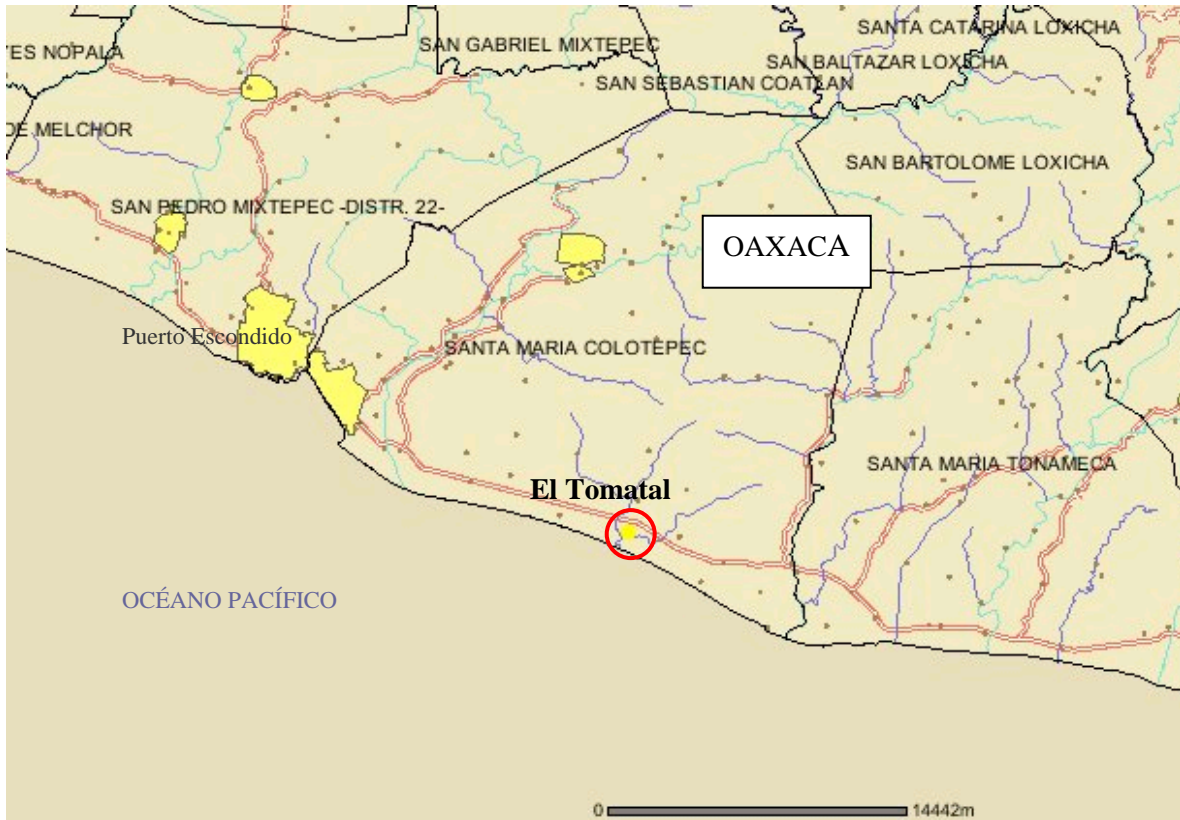 SANTA CATARINA LOXICHA
SAN GABRIEL MIXTEPEC
YES NOPALA
SAN BALTAZAR LOXICHA
SAN SEBASTIAN COATLAN
DE MELCHOR
SAN BARTOLOME LOXICHA
SAN PEDRO MIXTEPEC -DISTR. 22-
OAXACA
Puerto Escondido
SANTA MARIA COLOTEPEC
SANTA MARIA TONAMECA
El Tomatal
OCÉANO PACÍFICO
0 14442m